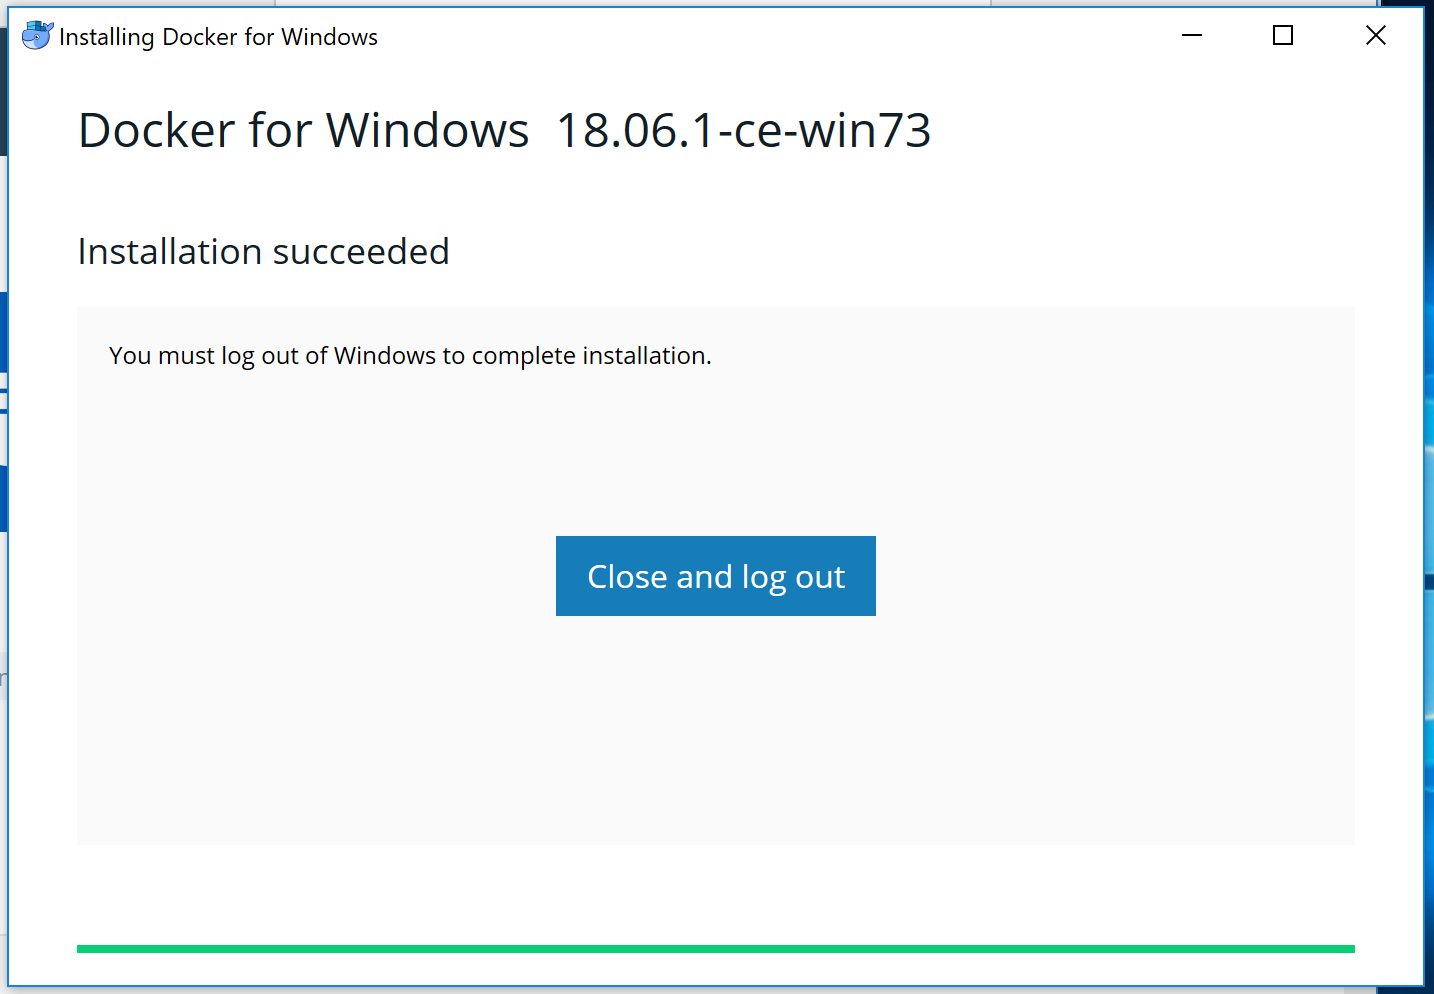 Installing Docker for Windows
Docker for Windows 18.06.1-ce-win73
Installation succeeded
You must log out of Windows to complete installation.
Close and log out